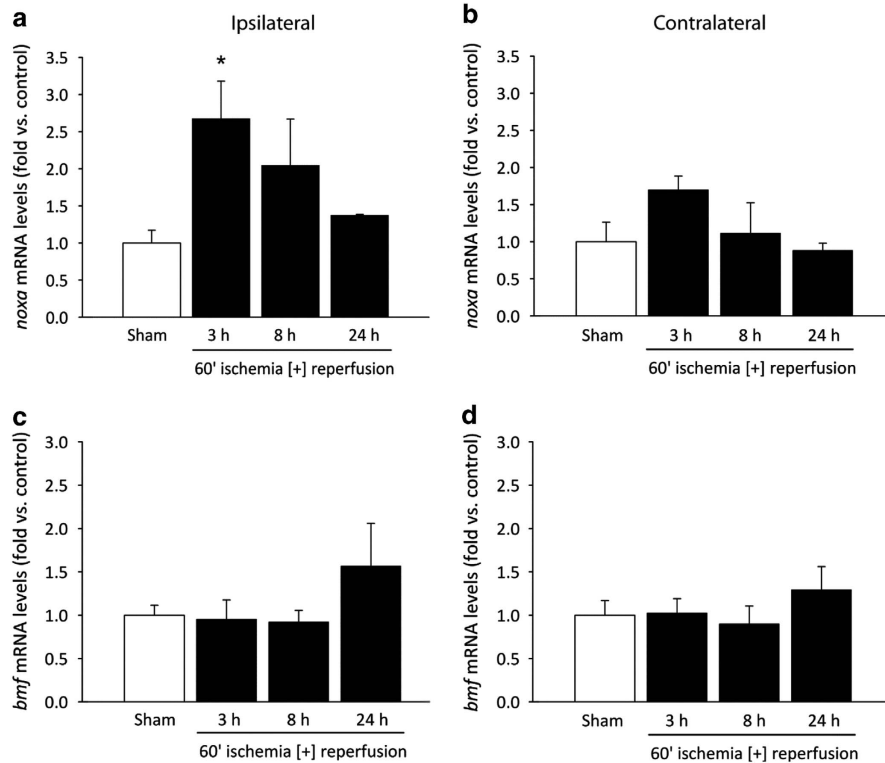 a
Ipsilateral
noxa mRNA levels (fold vs. control)
3.5
3.0
2.5
2.0
1.5
1.0
0.5
0.0
*
Sham
3 h
8 h
24 h
60' ischemia [+] reperfusion
b
Contralateral
noxa mRNA levels (fold vs. control)
3.5
3.0
2.5
2.0
1.5
1.0
0.5
0.0
Sham
3 h
8 h
24 h
60' ischemia [+] reperfusion
c
bmf mRNA levels (fold vs. control)
3.0
2.5
2.0
1.5
1.0
0.5
0.0
Sham
3 h
8 h
24 h
60' ischemia [+] reperfusion
d
bmf mRNA levels (fold vs. control)
3.0
2.5
2.0
1.5
1.0
0.5
0.0
Sham
3 h
8 h
24 h
60' ischemia [+] reperfusion